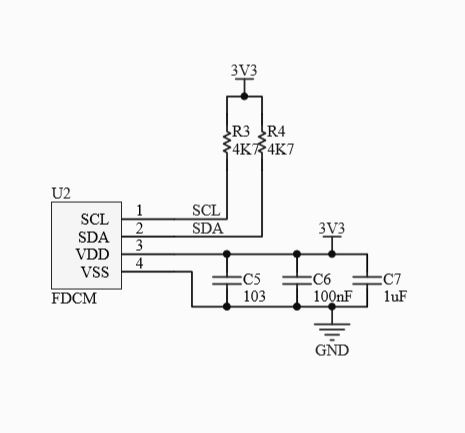 3V3
R3
4K7
R4
4K7
U2
SCL
SDA
VDD
VSS
1
2
3
4
SCL
SDA
FDCM
3V3
C5
103
C6
100nF
C7
1uF
GND